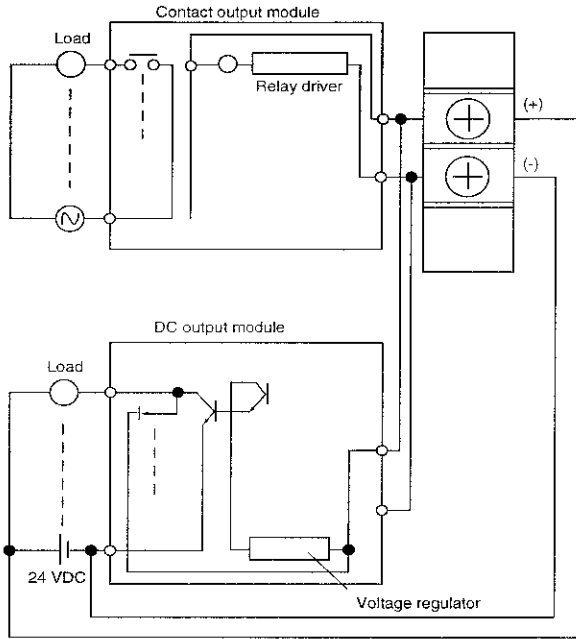 Contact output module
Load
Relay driver
(+)
(-)
DC output module
Load
24 VDC
Voltage regulator